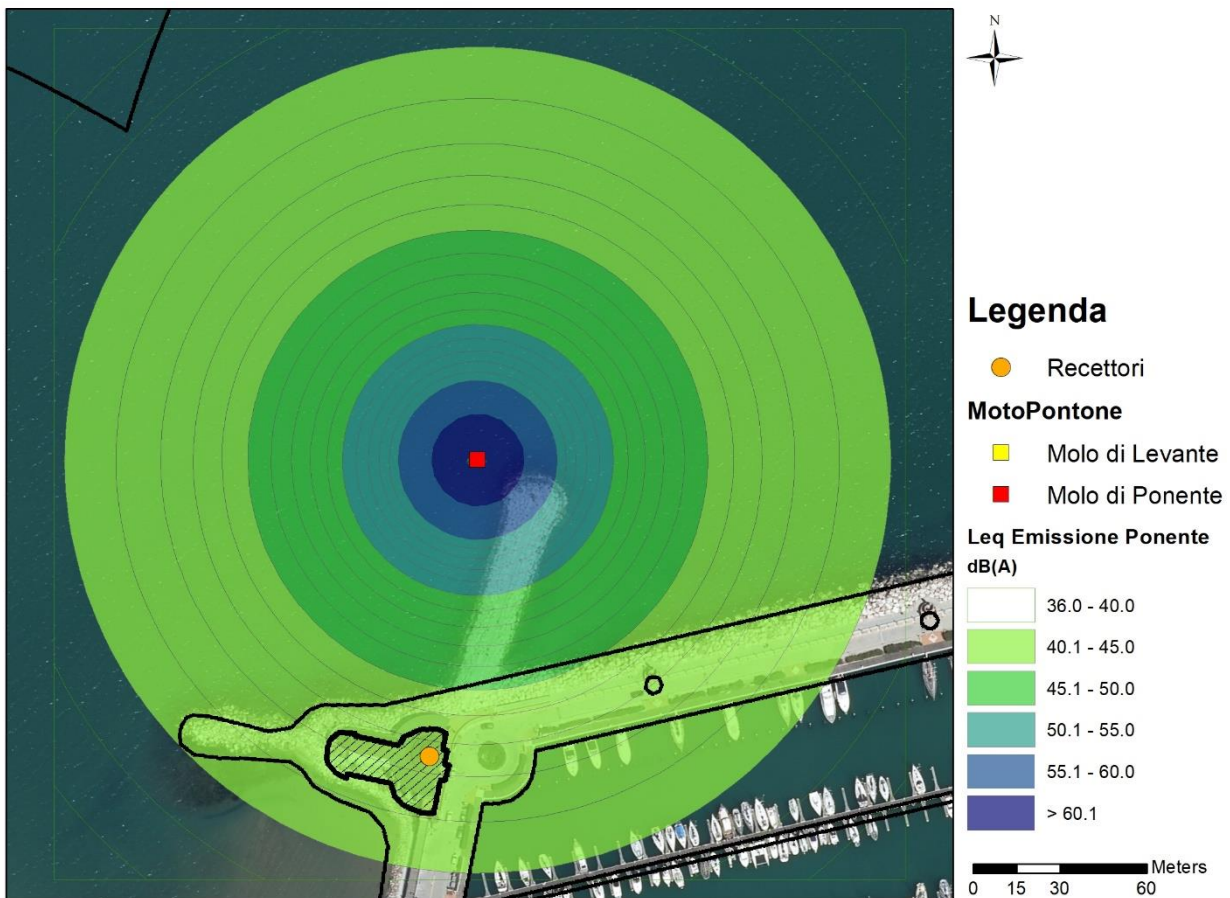 N
Legenda
Recettori
MotoPontone
Molo di Levante
Molo di Ponente
Leq Emissione Ponente
dB(A)
36.0 - 40.0
40.1 - 45.0
45.1 - 50.0
50.1 - 55.0
55.1 - 60.0
> 60.1
Meters
0 15 30 60